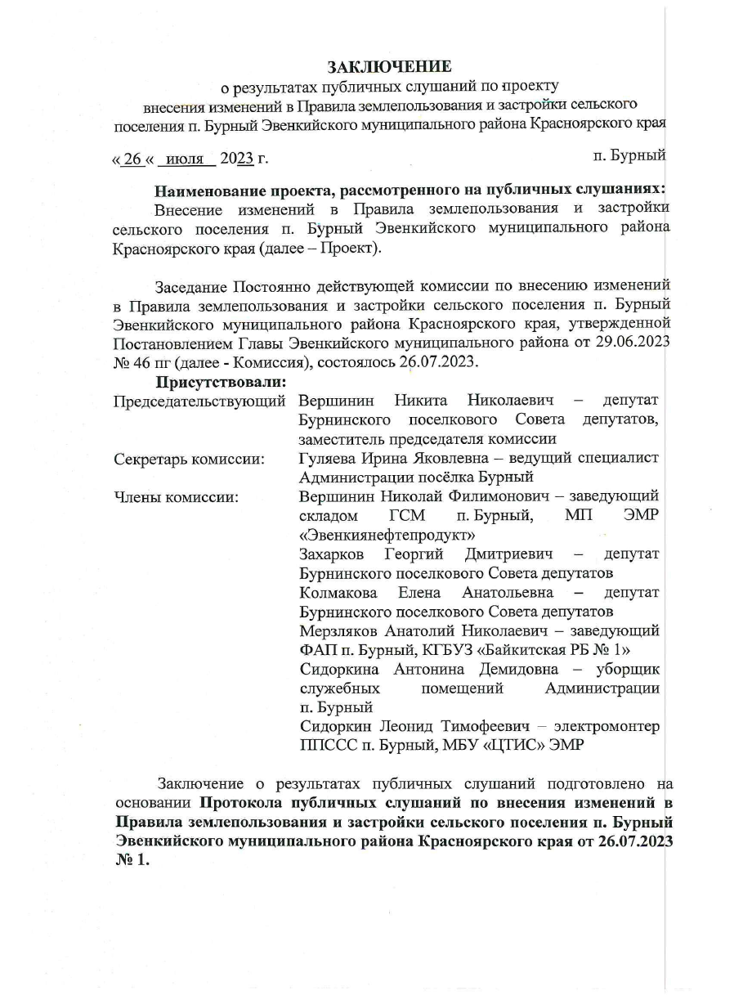 ЗАКЛЮЧЕНИЕ
о результатах публичных слушаний по проекту
внесения изменений в Правила землепользования и застройки сельского
поселения п. Бурный Эвенкийского муниципального района Красноярского края
« 26 « июля 2023 г. п. Бурный
Наименование проекта, рассмотренного на публичных слушаниях:
Внесение изменений в Правила землепользования и застройки
сельского поселения п. Бурный Эвенкийского муниципального района
Красноярского края (далее – Проект).
Заседание Постоянно действующей комиссии по внесению изменений
в Правила землепользования и застройки сельского поселения п. Бурный
Эвенкийского муниципального района Красноярского края, утвержденной
Постановлением Главы Эвенкийского муниципального района от 29.06.2023
№ 46 пг (далее - Комиссия), состоялось 26.07.2023.
Присутствовали:
Председательствующий Вершинин Никита Николаевич – депутат
Бурнинского поселкового Совета депутатов,
заместитель председателя комиссии
Секретарь комиссии: Гуляева Ирина Яковлевна – ведущий специалист
Администрации посёлка Бурный
Члены комиссии: Вершинин Николай Филимонович – заведующий
складом ГСМ п. Бурный, МП ЭМР
«Эвенкиянефтепродукт»
Захарков Георгий Дмитриевич – депутат
Бурнинского поселкового Совета депутатов
Колмакова Елена Анатольевна – депутат
Бурнинского поселкового Совета депутатов
Мерзляков Анатолий Николаевич – заведующий
ФАП п. Бурный, КГБУЗ «Байкитская РБ № 1»
Сидоркина Антонина Демидовна – уборщик
служебных помещений Администрации
п. Бурный
Сидоркин Леонид Тимофеевич – электромонтер
ППССС п. Бурный, МБУ «ЦТИС» ЭМР
Заключение о результатах публичных слушаний подготовлено на
основании Протокола публичных слушаний по внесения изменений в
Правила землепользования и застройки сельского поселения п. Бурный
Эвенкийского муниципального района Красноярского края от 26.07.2023
№ 1.